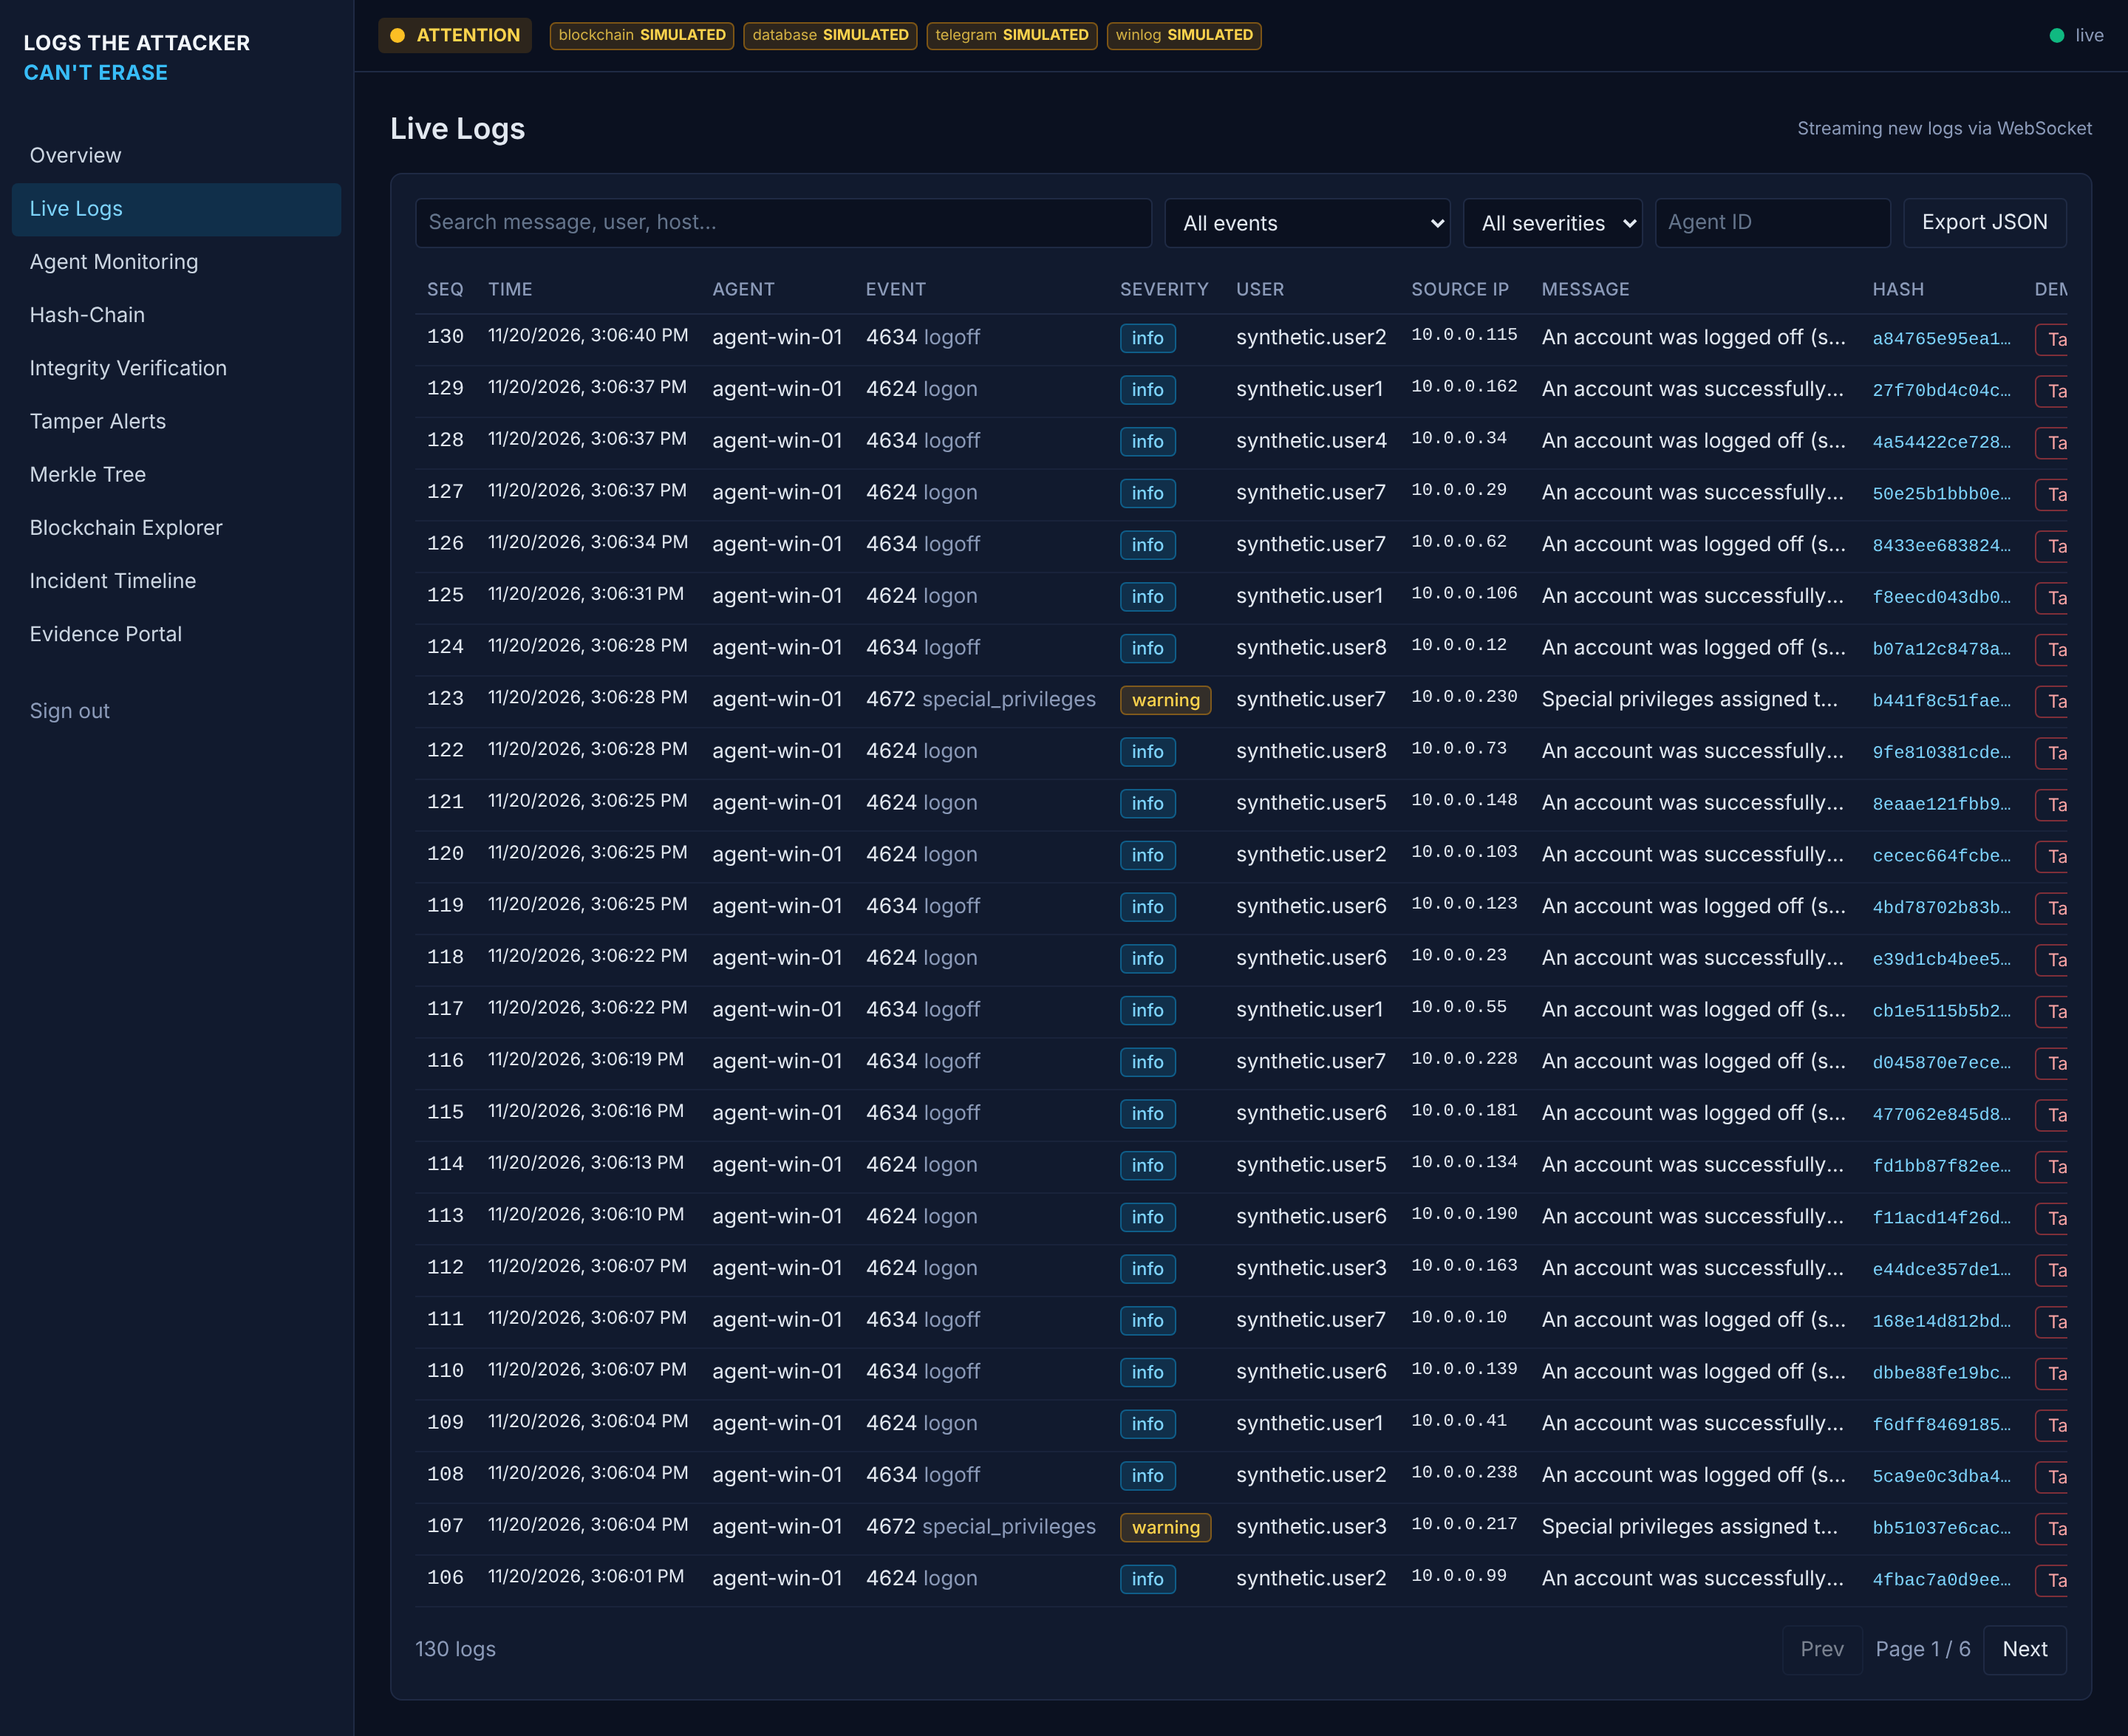 LOGS THE ATTACKER
CAN'T ERASE
Overview
Live Logs
Agent Monitoring
Hash-Chain
Integrity Verification
Tamper Alerts
Merkle Tree
Blockchain Explorer
Incident Timeline
Evidence Portal
Sign out
ATTENTION blockchain SIMULATED database SIMULATED telegram SIMULATED winlog SIMULATED live
Live Logs Streaming new logs via WebSocket
Search message, user, host... All events All severities Agent ID Export JSON
SEQ TIME AGENT EVENT SEVERITY USER SOURCE IP MESSAGE HASH DEM
130 11/20/2026, 3:06:40 PM agent-win-01 4634 logoff info synthetic.user2 10.0.0.115 An account was logged off (s... a84765e95ea1… Ta
129 11/20/2026, 3:06:37 PM agent-win-01 4624 logon info synthetic.user1 10.0.0.162 An account was successfully... 27f70bd4c04c… Ta
128 11/20/2026, 3:06:37 PM agent-win-01 4634 logoff info synthetic.user4 10.0.0.34 An account was logged off (s... 4a54422ce728… Ta
127 11/20/2026, 3:06:37 PM agent-win-01 4624 logon info synthetic.user7 10.0.0.29 An account was successfully... 50e25b1bbb0e… Ta
126 11/20/2026, 3:06:34 PM agent-win-01 4634 logoff info synthetic.user7 10.0.0.62 An account was logged off (s... 8433ee683824… Ta
125 11/20/2026, 3:06:31 PM agent-win-01 4624 logon info synthetic.user1 10.0.0.106 An account was successfully... f8eecd043db0… Ta
124 11/20/2026, 3:06:28 PM agent-win-01 4634 logoff info synthetic.user8 10.0.0.12 An account was logged off (s... b07a12c8478a… Ta
123 11/20/2026, 3:06:28 PM agent-win-01 4672 special_privileges warning synthetic.user7 10.0.0.230 Special privileges assigned t... b441f8c51fae… Ta
122 11/20/2026, 3:06:28 PM agent-win-01 4624 logon info synthetic.user8 10.0.0.73 An account was successfully... 9fe810381cde… Ta
121 11/20/2026, 3:06:25 PM agent-win-01 4624 logon info synthetic.user5 10.0.0.148 An account was successfully... 8eaae121fbb9… Ta
120 11/20/2026, 3:06:25 PM agent-win-01 4624 logon info synthetic.user2 10.0.0.103 An account was successfully... cecec664fcbe… Ta
119 11/20/2026, 3:06:25 PM agent-win-01 4634 logoff info synthetic.user6 10.0.0.123 An account was logged off (s... 4bd78702b83b… Ta
118 11/20/2026, 3:06:22 PM agent-win-01 4624 logon info synthetic.user6 10.0.0.23 An account was successfully... e39d1cb4bee5… Ta
117 11/20/2026, 3:06:22 PM agent-win-01 4634 logoff info synthetic.user1 10.0.0.55 An account was logged off (s... cb1e5115b5b2… Ta
116 11/20/2026, 3:06:19 PM agent-win-01 4634 logoff info synthetic.user7 10.0.0.228 An account was logged off (s... d045870e7ece… Ta
115 11/20/2026, 3:06:16 PM agent-win-01 4634 logoff info synthetic.user6 10.0.0.181 An account was logged off (s... 477062e845d8… Ta
114 11/20/2026, 3:06:13 PM agent-win-01 4624 logon info synthetic.user5 10.0.0.134 An account was successfully... fd1bb87f82ee… Ta
113 11/20/2026, 3:06:10 PM agent-win-01 4624 logon info synthetic.user6 10.0.0.190 An account was successfully... f11acd14f26d… Ta
112 11/20/2026, 3:06:07 PM agent-win-01 4624 logon info synthetic.user3 10.0.0.163 An account was successfully... e44dce357de1… Ta
111 11/20/2026, 3:06:07 PM agent-win-01 4634 logoff info synthetic.user7 10.0.0.10 An account was logged off (s... 168e14d812bd… Ta
110 11/20/2026, 3:06:07 PM agent-win-01 4634 logoff info synthetic.user6 10.0.0.139 An account was logged off (s... dbbe88fe19bc… Ta
109 11/20/2026, 3:06:04 PM agent-win-01 4624 logon info synthetic.user1 10.0.0.41 An account was successfully... f6dff8469185… Ta
108 11/20/2026, 3:06:04 PM agent-win-01 4634 logoff info synthetic.user2 10.0.0.238 An account was logged off (s... 5ca9e0c3dba4… Ta
107 11/20/2026, 3:06:04 PM agent-win-01 4672 special_privileges warning synthetic.user3 10.0.0.217 Special privileges assigned t... bb51037e6cac… Ta
106 11/20/2026, 3:06:01 PM agent-win-01 4624 logon info synthetic.user2 10.0.0.99 An account was successfully... 4fbac7a0d9ee… Ta
130 logs Prev Page 1 / 6 Next